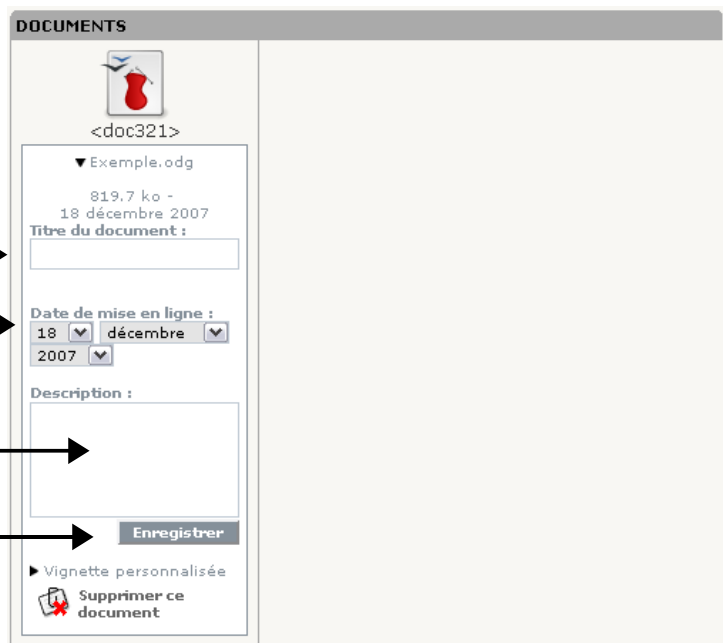 DOCUMENTS
<doc321>
Exemple.odg
819.7 ko -
18 décembre 2007
Titre du document :
Date de mise en ligne :
18 décembre
2007
Description :
Enregistrer
Vignette personnalisée
Supprimer ce
document